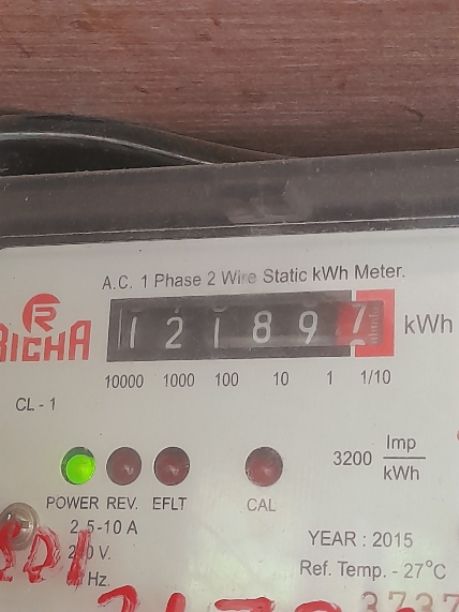 A.C. 1 Phase 2 Wire Static kWh Meter.
R
RICHA
1 2 1 8 9 7 kWh
10000 1000 100 10 1 1/10
CL - 1
3200 Imp/kWh
POWER REV. EFLT CAL
2.5-10 A
YEAR : 2015
V.
Hz.
Ref. Temp. - 27°C